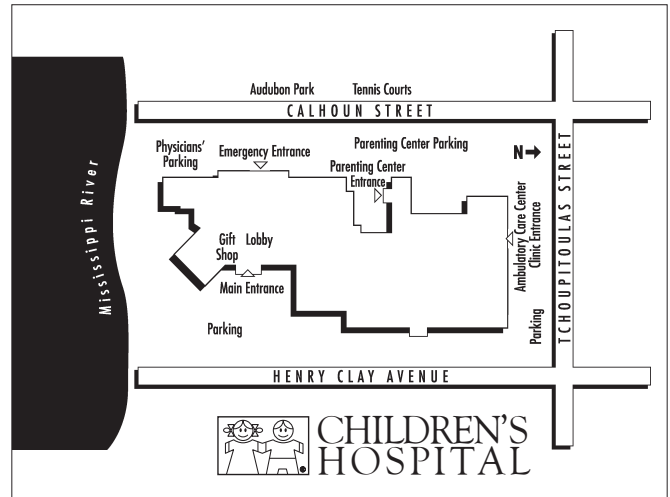 Audubon Park
Tennis Courts
CALHOUN STREET
Physicians'
Parking
Emergency Entrance
Parenting Center Parking
Parenting Center
Entrance
N
TCHOUPITOULAS STREET
Mississippi River
Gift
Shop
Lobby
Main Entrance
Ambulatory Care Center
Clinic Entrance
Parking
Parking
HENRY CLAY AVENUE
CHILDREN'S
HOSPITAL
®